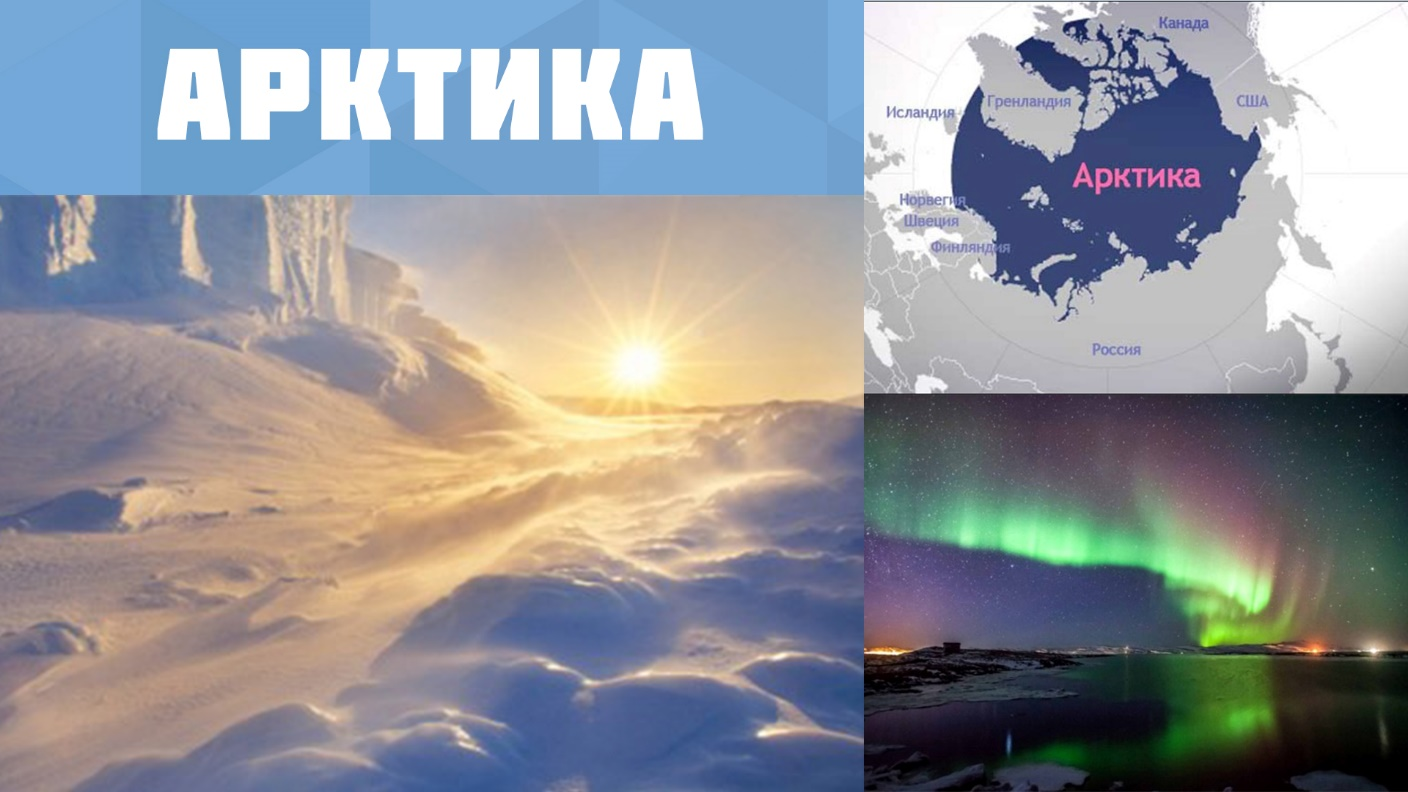 АРКТИКА
Канада
Гренландия
США
Исландия
Арктика
Норвегия
Швеция
Финляндия
Россия